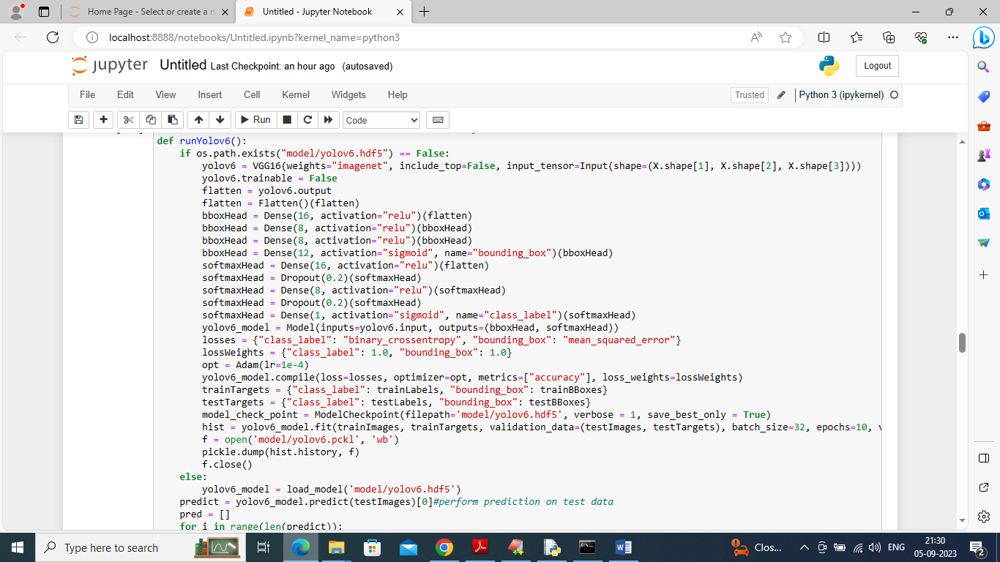 Home Page - Select or create a n
Untitled - Jupyter Notebook
localhost:8888/notebooks/Untitled.ipynb?kernel_name=python3
jupyter Untitled Last Checkpoint: an hour ago (autosaved)
Logout
File Edit View Insert Cell Kernel Widgets Help
Trusted
Python 3 (ipykernel)
Run
Code
def runYolov6():
    if os.path.exists("model/yolov6.hdf5") == False:
        yolov6 = VGG16(weights="imagenet", include_top=False, input_tensor=Input(shape=(X.shape[1], X.shape[2], X.shape[3])))
        yolov6.trainable = False
        flatten = yolov6.output
        flatten = Flatten()(flatten)
        bboxHead = Dense(16, activation="relu")(flatten)
        bboxHead = Dense(8, activation="relu")(bboxHead)
        bboxHead = Dense(8, activation="relu")(bboxHead)
        bboxHead = Dense(12, activation="sigmoid", name="bounding_box")(bboxHead)
        softmaxHead = Dense(16, activation="relu")(flatten)
        softmaxHead = Dropout(0.2)(softmaxHead)
        softmaxHead = Dense(8, activation="relu")(softmaxHead)
        softmaxHead = Dropout(0.2)(softmaxHead)
        softmaxHead = Dense(1, activation="sigmoid", name="class_label")(softmaxHead)
        yolov6_model = Model(inputs=yolov6.input, outputs=(bboxHead, softmaxHead))
        losses = {"class_label": "binary_crossentropy", "bounding_box": "mean_squared_error"}
        lossWeights = {"class_label": 1.0, "bounding_box": 1.0}
        opt = Adam(lr=1e-4)
        yolov6_model.compile(loss=losses, optimizer=opt, metrics=["accuracy"], loss_weights=lossWeights)
        trainTargets = {"class_label": trainLabels, "bounding_box": trainBBoxes}
        testTargets = {"class_label": testLabels, "bounding_box": testBBoxes}
        model_check_point = ModelCheckpoint(filepath='model/yolov6.hdf5', verbose = 1, save_best_only = True)
        hist = yolov6_model.fit(trainImages, trainTargets, validation_data=(testImages, testTargets), batch_size=32, epochs=10, v
        f = open('model/yolov6.pckl', 'wb')
        pickle.dump(hist.history, f)
        f.close()
    else:
        yolov6_model = load_model('model/yolov6.hdf5')
    predict = yolov6_model.predict(testImages)[0]#perform prediction on test data
    pred = []
    for i in range(len(predict)):
Type here to search
Clos...
ENG
21:30
05-09-2023
2